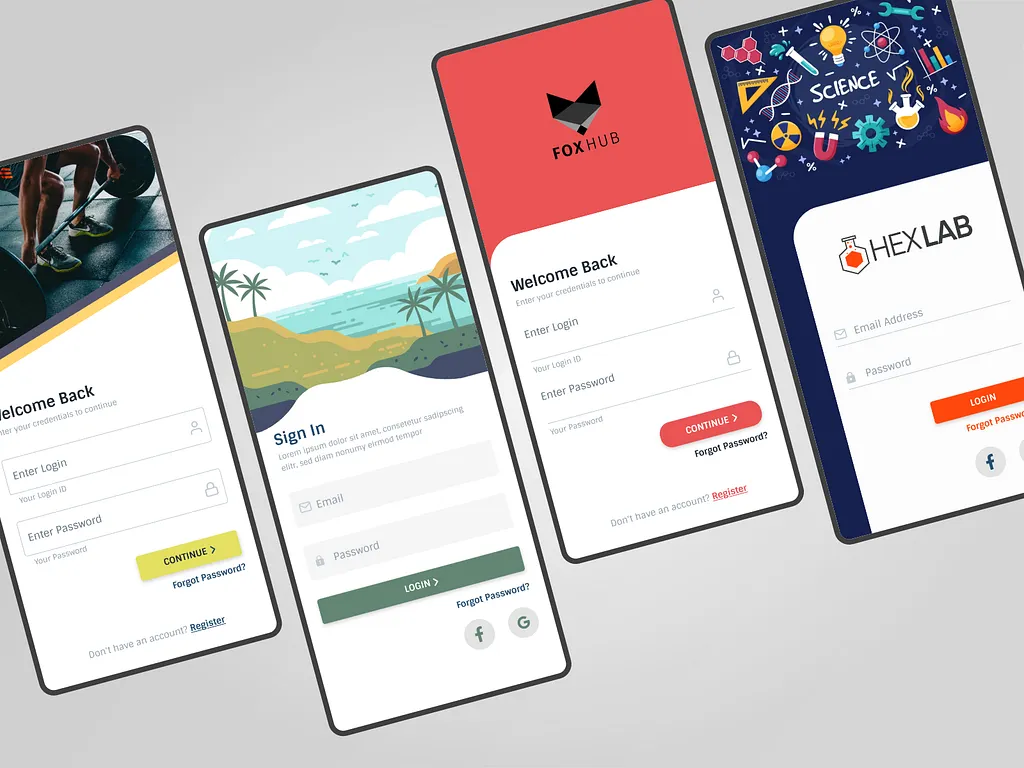 elcome Back
nter your credentials to continue
Enter Login
Your Login ID
Enter Password
Your Password
CONTINUE
Forgot Password?
Don't have an account? Register
Sign In
Lorem ipsum dolor sit amet, consetetur sadipscing
elitr, sed diam nonumy eirmod tempor
Email
Password
LOGIN
Forgot Password?
f
G
FOXHUB
Welcome Back
Enter your credentials to continue
Enter Login
Your Login ID
Enter Password
Your Password
CONTINUE
Forgot Password?
Don't have an account? Register
SCIENCE
%
%
%
HEXLAB
Email Address
Password
LOGIN
Forgot Passwo
f